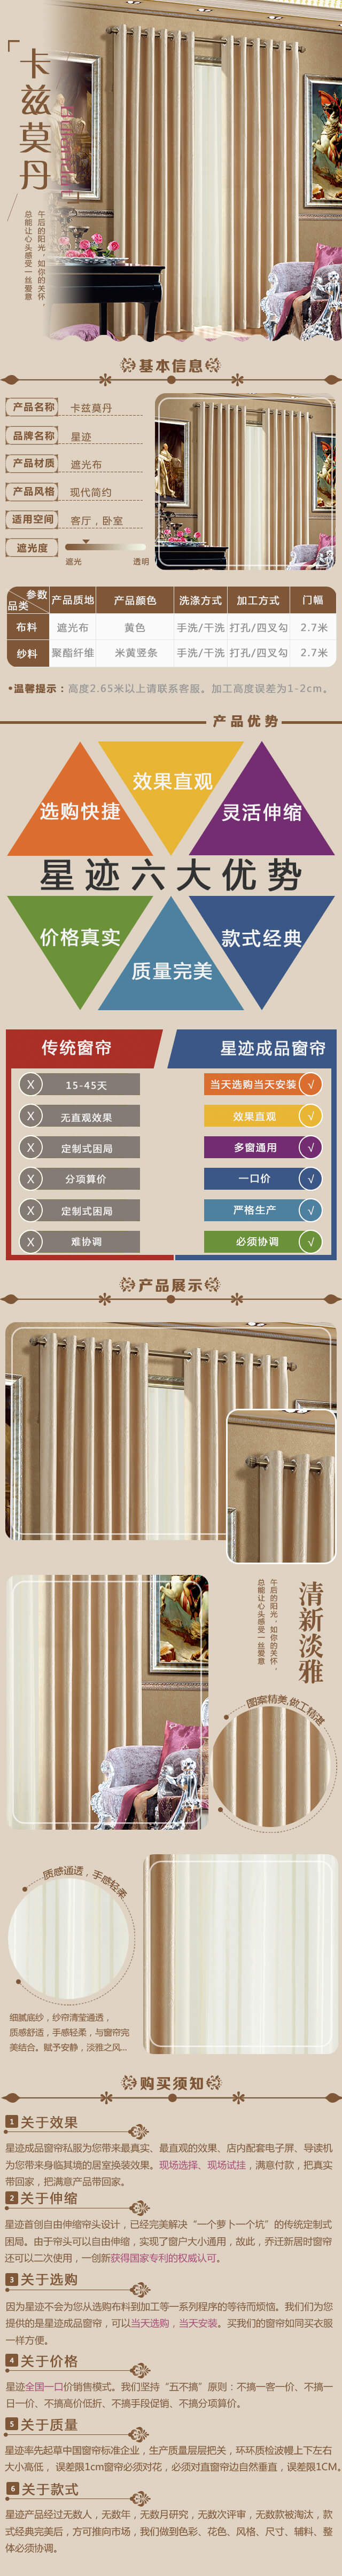 卡兹莫丹
午后的阳光，如你的关怀，
总能让心头感受一丝爱意
基本信息
产品名称 卡兹莫丹
品牌名称 星迹
产品材质 遮光布
产品风格 现代简约
适用空间 客厅，卧室
遮光度
遮光 透明
参数 产品质地 产品颜色 洗涤方式 加工方式 门幅
品类
布料 遮光布 黄色 手洗/干洗 打孔/四叉勾 2.7米
纱料 聚酯纤维 米黄竖条 手洗/干洗 打孔/四叉勾 2.7米
•温馨提示：高度2.65米以上请联系客服。加工高度误差为1-2cm。
产品优势
效果直观
选购快捷 灵活伸缩
星迹六大优势
价格真实 款式经典
质量完美
传统窗帘 星迹成品窗帘
X 15-45天 当天选购当天安装 √
X 无直观效果 效果直观 √
X 定制式困局 多窗通用 √
X 分项算价 一口价 √
X 定制式困局 严格生产 √
X 难协调 必须协调 √
产品展示
清新淡雅
午后的阳光，如你的关怀，
总能让心头感受一丝爱意
图案精美,做工精湛
质感通透，手感轻柔
细腻底纱，纱帘清莹通透，
质感舒适，手感轻柔，与窗帘完
美结合。赋予安静，淡雅之风...
购买须知
1 关于效果
星迹成品窗帘私服为您带来最真实、最直观的效果、店内配套电子屏、导读机
为您带来身临其境的居室换装效果。现场选择、现场试挂，满意付款，把真实
带回家，把满意产品带回家。
2 关于伸缩
星迹首创自由伸缩帘头设计，已经完美解决“一个萝卜一个坑”的传统定制式
困局。由于帘头可以自由伸缩，实现了窗户大小通用，故此，乔迁新居时窗帘
还可以二次使用，一创新获得国家专利的权威认可。
3 关于选购
因为星迹不会为您从选购布料到加工等一系列程序的等待而烦恼。我们们为您
提供的是星迹成品窗帘，可以当天选购，当天安装。买我们的窗帘如同买衣服
一样方便。
4 关于价格
星迹全国一口价销售模式。我们坚持“五不搞”原则：不搞一客一价、不搞一
日一价、不搞高价低折、不搞手段促销、不搞分项算价。
5 关于质量
星迹率先起草中国窗帘标准企业，生产质量层层把关，环环质检波幔上下左右
大小高低，误差限1cm窗帘必须对花，必须对直窗帘边自然垂直，误差限1CM。
6 关于款式
星迹产品经过无数人，无数年，无数月研究，无数次评审，无数款被淘汰，款
式经典完美后，方可推向市场，我们做到色彩、花色、风格、尺寸、辅料、整
体必须协调。